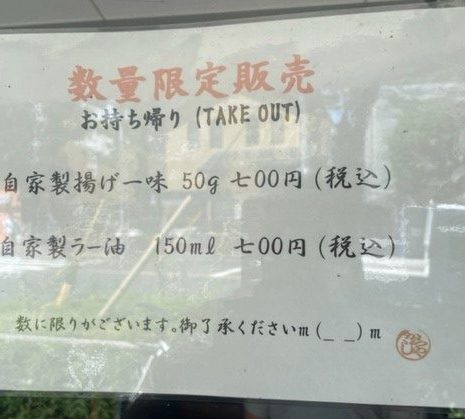 数量限定販売
お持ち帰り (TAKE OUT)
自家製揚げ一味 50g 七00円 (税込)
自家製ラー油 150ml 七00円 (税込)
数に限りがございます。御了承くださいm(_ _)m